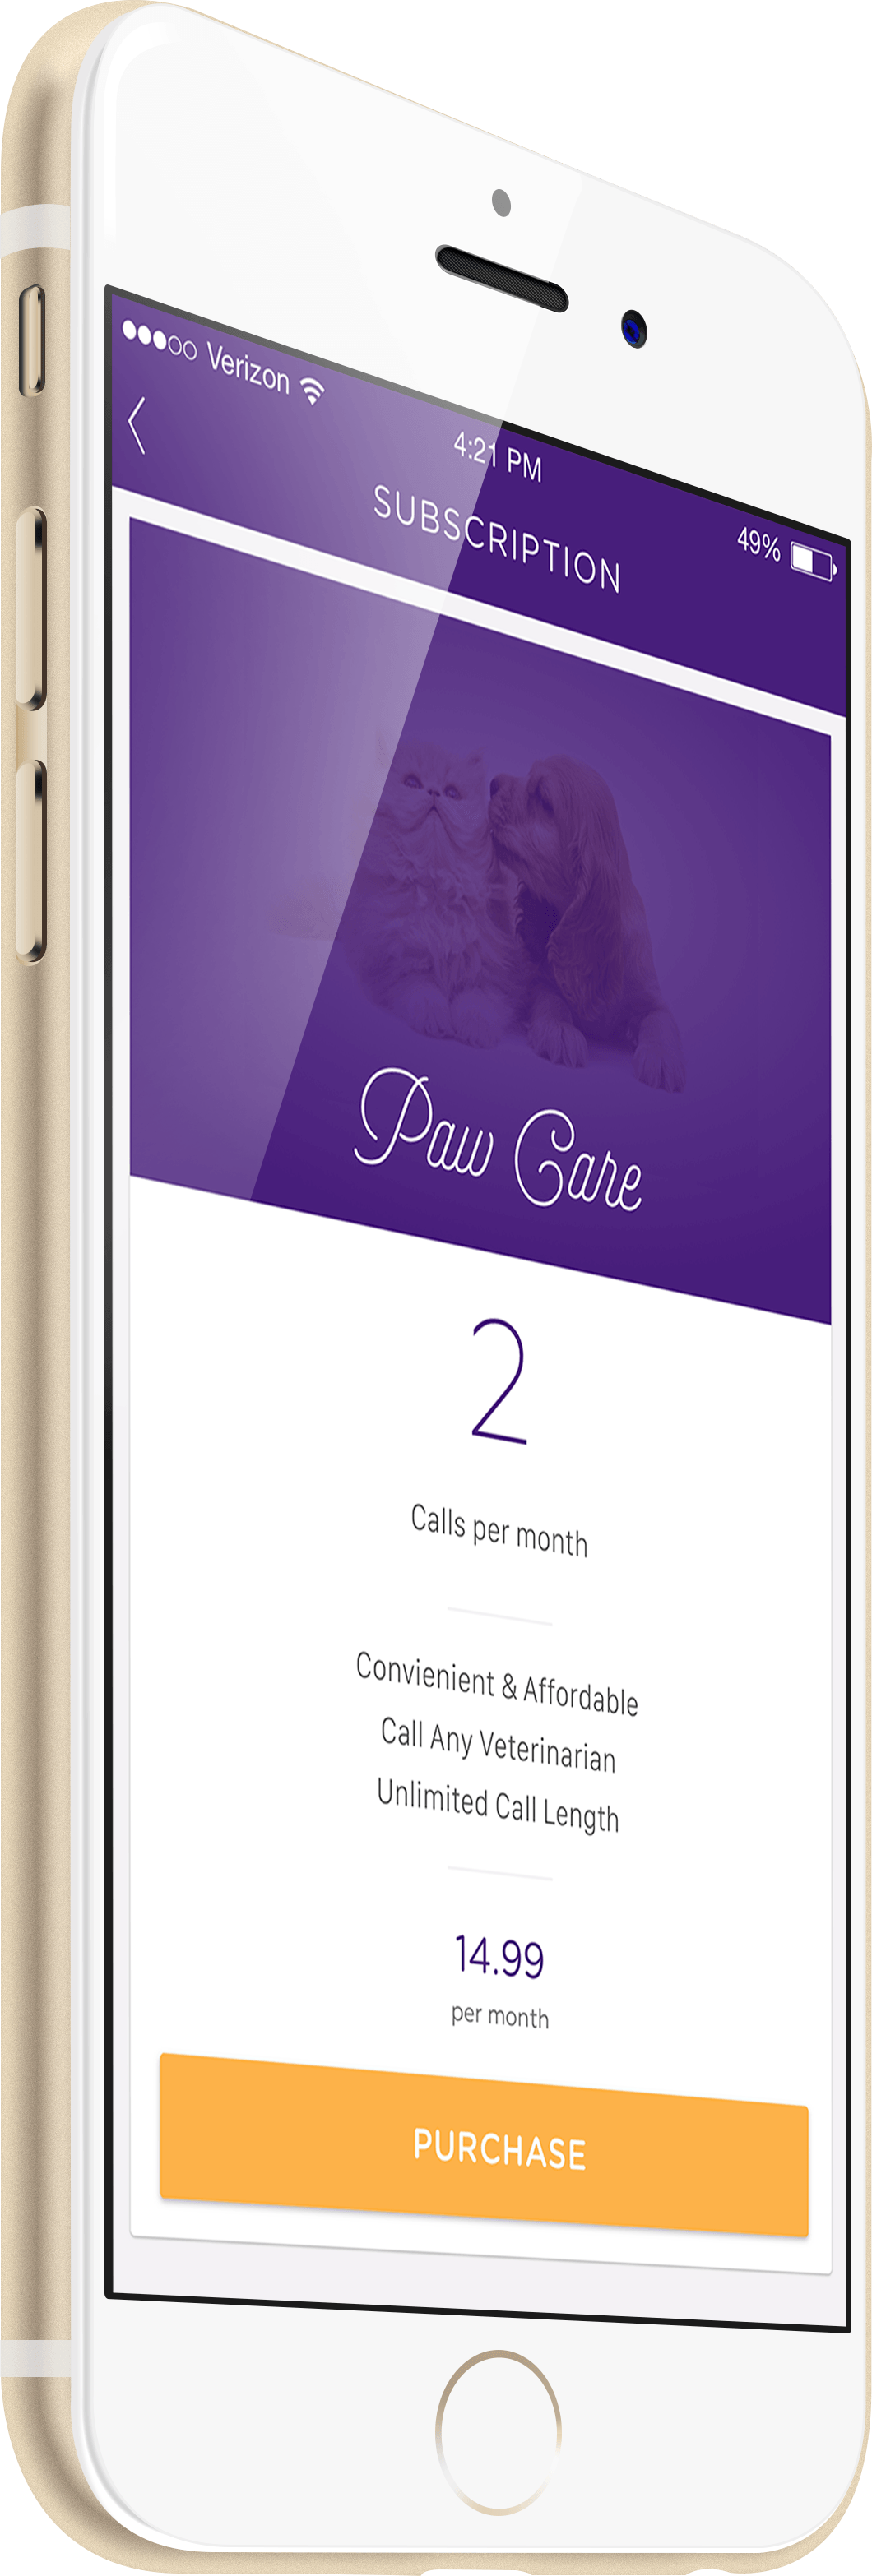 Verizon
4:21 PM
49%
SUBSCRIPTION
Paw Care
2
Calls per month
Convienient & Affordable
Call Any Veterinarian
Unlimited Call Length
14.99
per month
PURCHASE